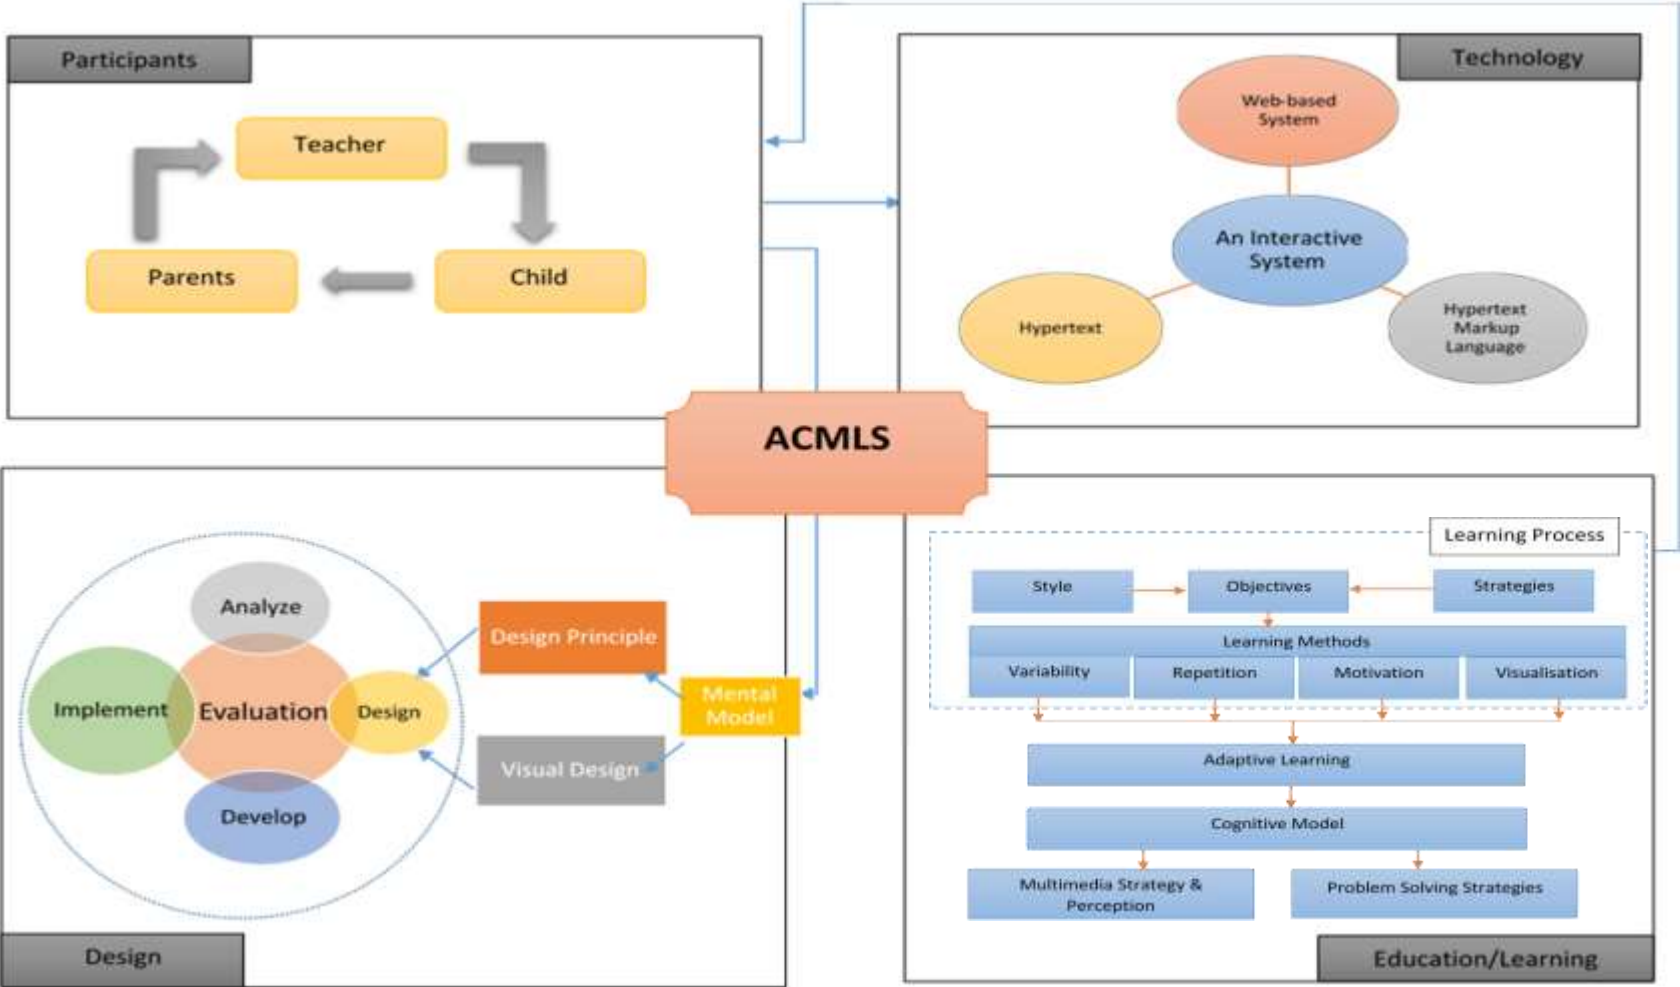 Participants
Teacher
Parents
Child
Technology
Web-based
System
An Interactive
System
Hypertext
Hypertext
Markup
Language
ACMLS
Analyze
Implement
Evaluation
Design
Develop
Design Principle
Mental
Model
Visual Design
Design
Learning Process
Style
Objectives
Strategies
Learning Methods
Variability
Repetition
Motivation
Visualisation
Adaptive Learning
Cognitive Model
Multimedia Strategy &
Perception
Problem Solving Strategies
Education/Learning